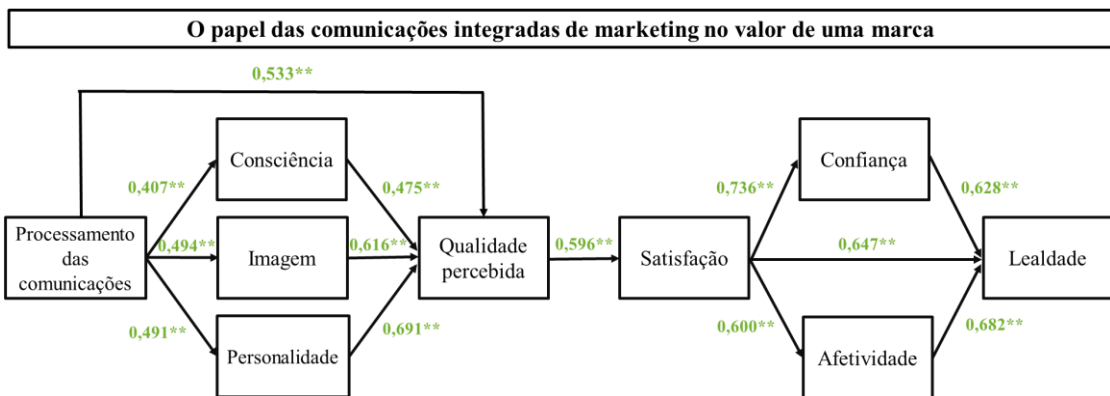 O papel das comunicações integradas de marketing no valor de uma marca
0,533**
Consciência
Confiança
0,407**
0,475**
0,736**
0,628**
Processamento
das
comunicações
0,494**
Imagem
0,616**
Qualidade
percebida
0,596**
Satisfação
0,647**
Lealdade
0,491**
Personalidade
0,691**
0,600**
Afetividade
0,682**